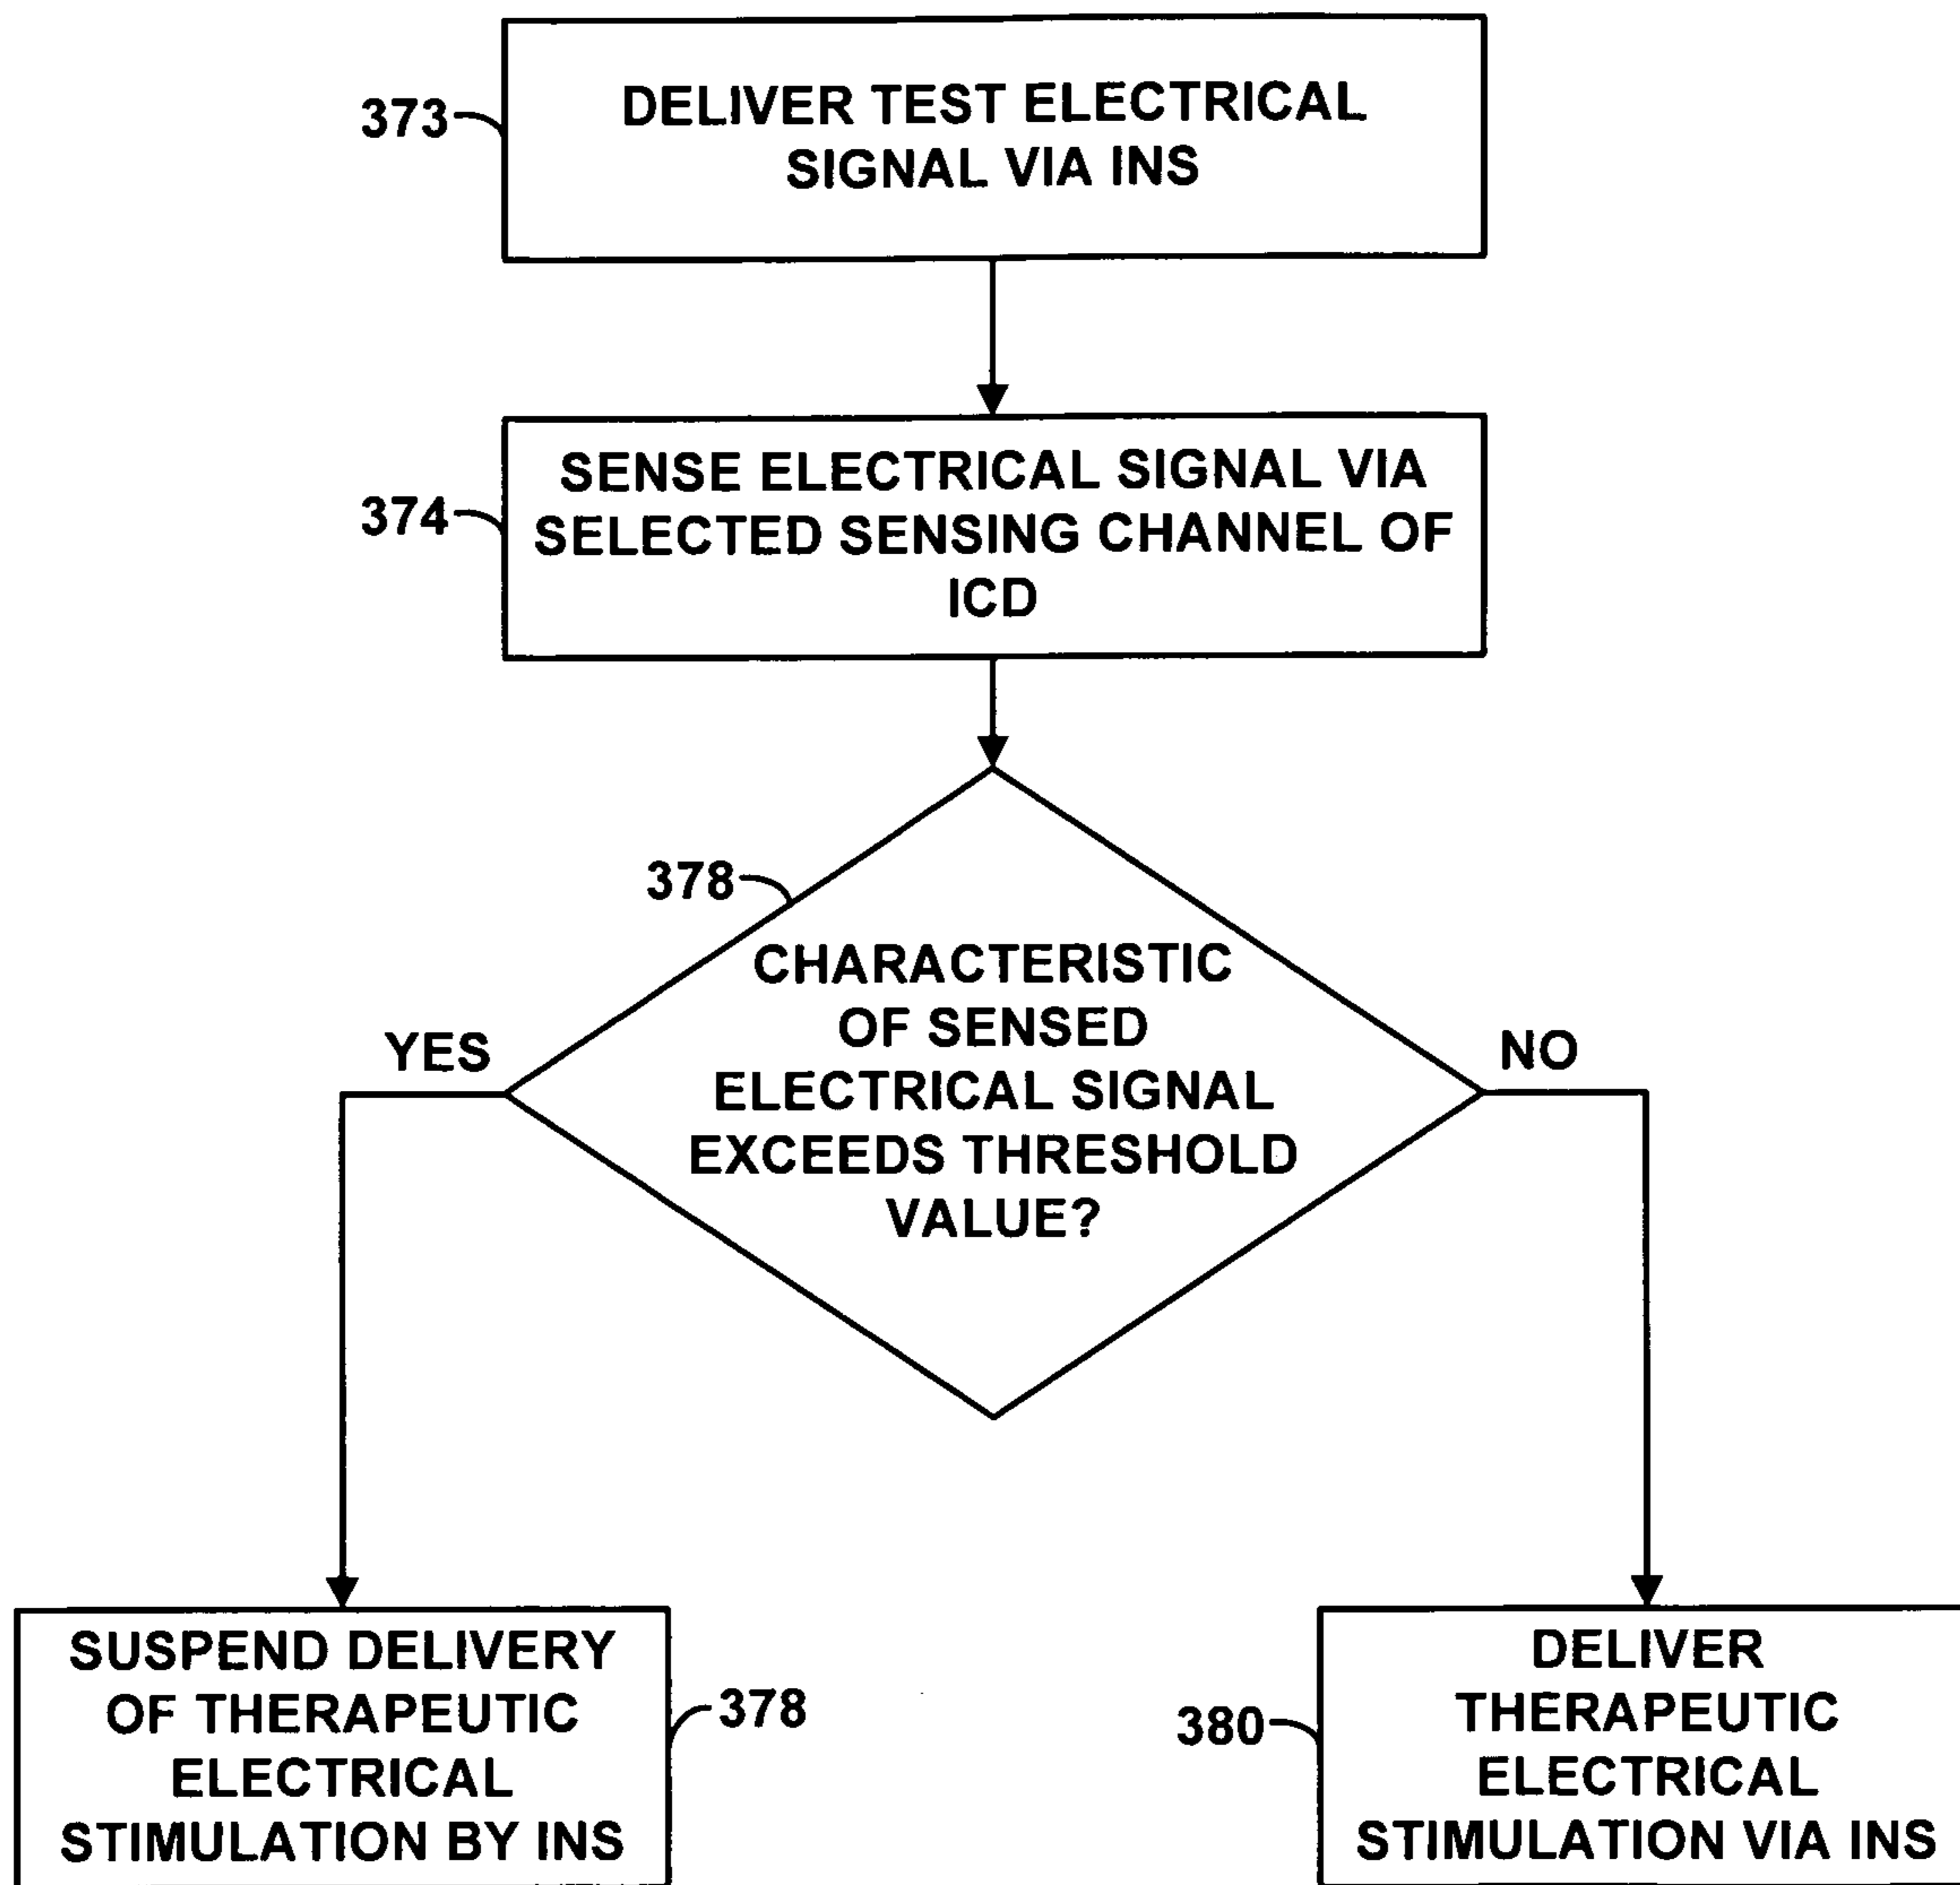 373
DELIVER TEST ELECTRICAL
SIGNAL VIA INS
374
SENSE ELECTRICAL SIGNAL VIA
SELECTED SENSING CHANNEL OF
ICD
378
CHARACTERISTIC
OF SENSED
ELECTRICAL SIGNAL
EXCEEDS THRESHOLD
VALUE?
YES
NO
SUSPEND DELIVERY
OF THERAPEUTIC
ELECTRICAL
STIMULATION BY INS
378
380
DELIVER
THERAPEUTIC
ELECTRICAL
STIMULATION VIA INS